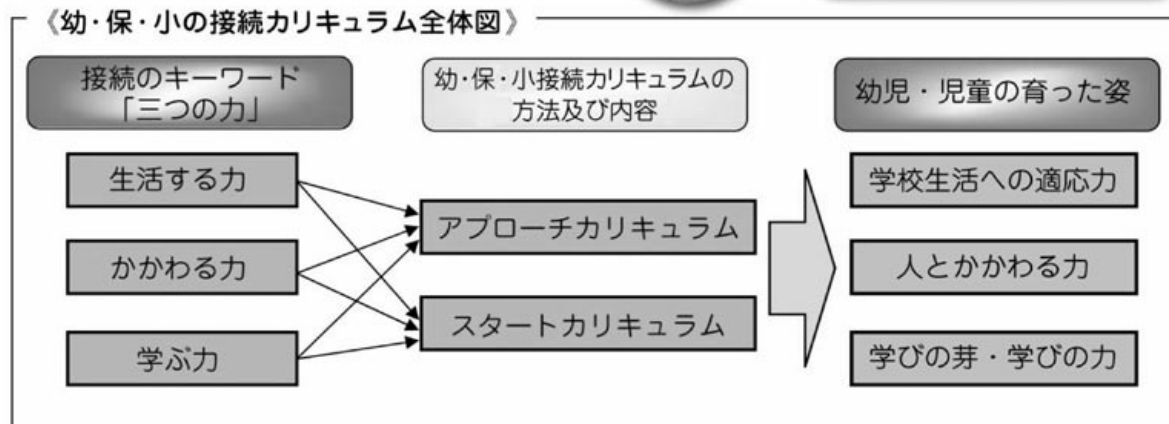 《幼・保・小の接続カリキュラム全体図》
接続のキーワード
「三つの力」
幼・保・小接続カリキュラムの
方法及び内容
幼児・児童の育った姿
生活する力
かかわる力
学ぶ力
アプローチカリキュラム
スタートカリキュラム
学校生活への適応力
人とかかわる力
学びの芽・学びの力